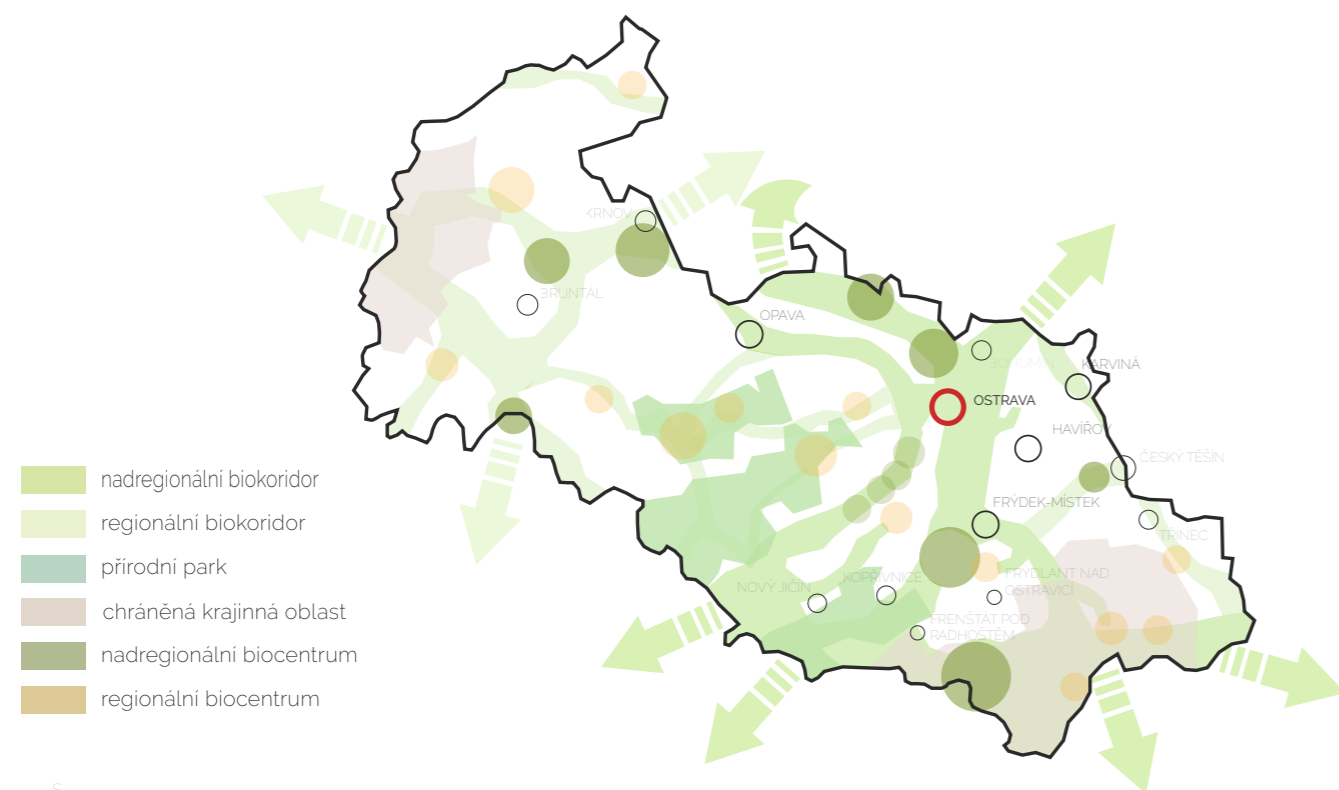 KRNOV
BRUNTÁL
OPAVA
BOHUMÍN
KARVINÁ
OSTRAVA
HAVÍŘOV
ČESKÝ TĚŠÍN
FRÝDEK-MÍSTEK
TŘINEC
NOVÝ JIČÍN
KOPŘIVNICE
FRÝDLANT NAD
OSTRAVICÍ
FRENŠTÁT POD
RADHOŠTĚM
nadregionální biokoridor
regionální biokoridor
přírodní park
chráněná krajinná oblast
nadregionální biocentrum
regionální biocentrum